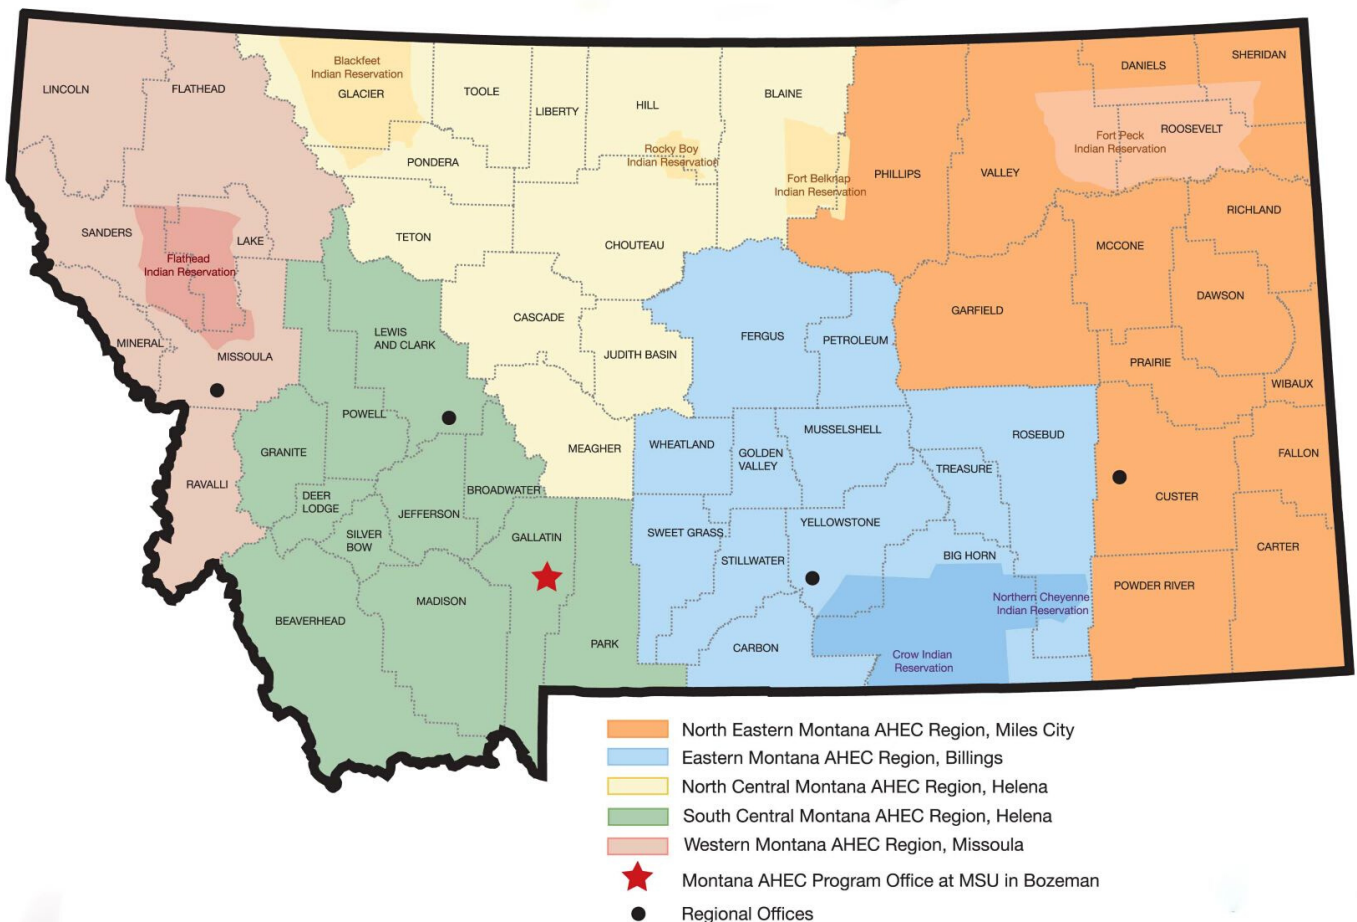 SHERIDAN
Blackfeet
Indian Reservation
DANIELS
LINCOLN
FLATHEAD
GLACIER
TOOLE
LIBERTY
HILL
BLAINE
Fort Peck
Indian Reservation
ROOSEVELT
PONDERA
Rocky Boy
Indian Reservation
Fort Belknap
Indian Reservation
PHILLIPS
VALLEY
RICHLAND
SANDERS
LAKE
TETON
CHOUTEAU
MCCONE
Flathead
Indian Reservation
DAWSON
GARFIELD
CASCADE
LEWIS
AND CLARK
FERGUS
PETROLEUM
MINERAL
MISSOULA
JUDITH BASIN
PRAIRIE
WIBAUX
POWELL
MEAGHER
WHEATLAND
MUSSELSHELL
ROSEBUD
GRANITE
GOLDEN
VALLEY
TREASURE
FALLON
RAVALLI
DEER
LODGE
BROADWATER
CUSTER
JEFFERSON
SILVER
BOW
GALLATIN
SWEET GRASS
YELLOWSTONE
STILLWATER
BIG HORN
CARTER
POWDER RIVER
MADISON
Northern Cheyenne
Indian Reservation
BEAVERHEAD
PARK
CARBON
Crow Indian
Reservation
North Eastern Montana AHEC Region, Miles City
Eastern Montana AHEC Region, Billings
North Central Montana AHEC Region, Helena
South Central Montana AHEC Region, Helena
Western Montana AHEC Region, Missoula
Montana AHEC Program Office at MSU in Bozeman
Regional Offices